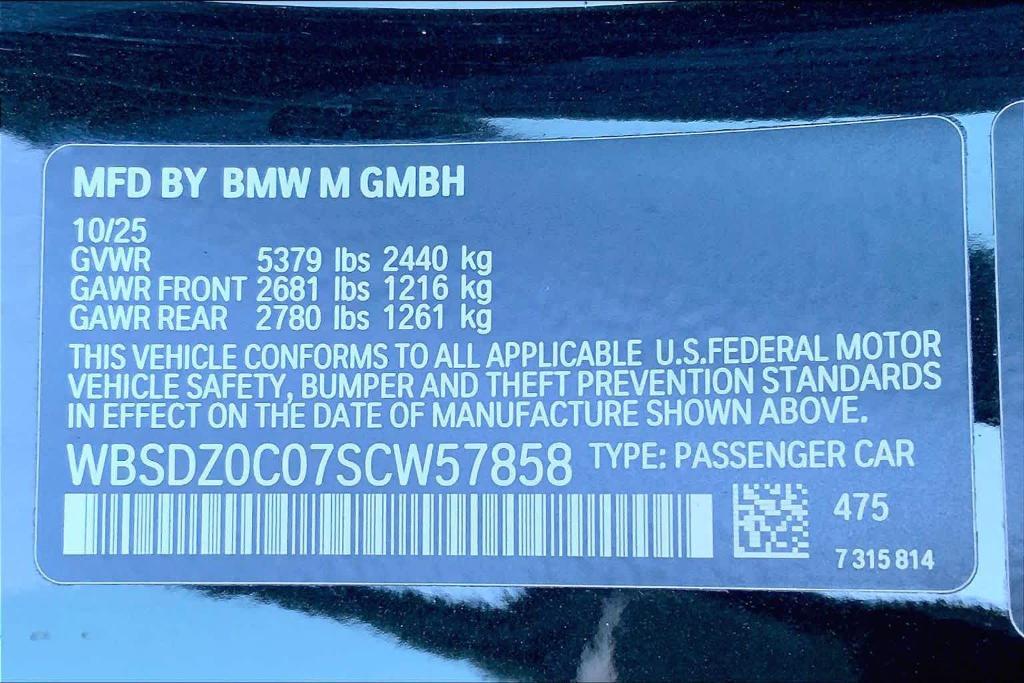 MFD BY BMW M GMBH
10/25
GVWR 5379 lbs 2440 kg
GAWR FRONT 2681 lbs 1216 kg
GAWR REAR 2780 lbs 1261 kg
THIS VEHICLE CONFORMS TO ALL APPLICABLE U.S.FEDERAL MOTOR
VEHICLE SAFETY, BUMPER AND THEFT PREVENTION STANDARDS
IN EFFECT ON THE DATE OF MANUFACTURE SHOWN ABOVE.
WBSDZ0C07SCW57858 TYPE: PASSENGER CAR
475
7 315 814